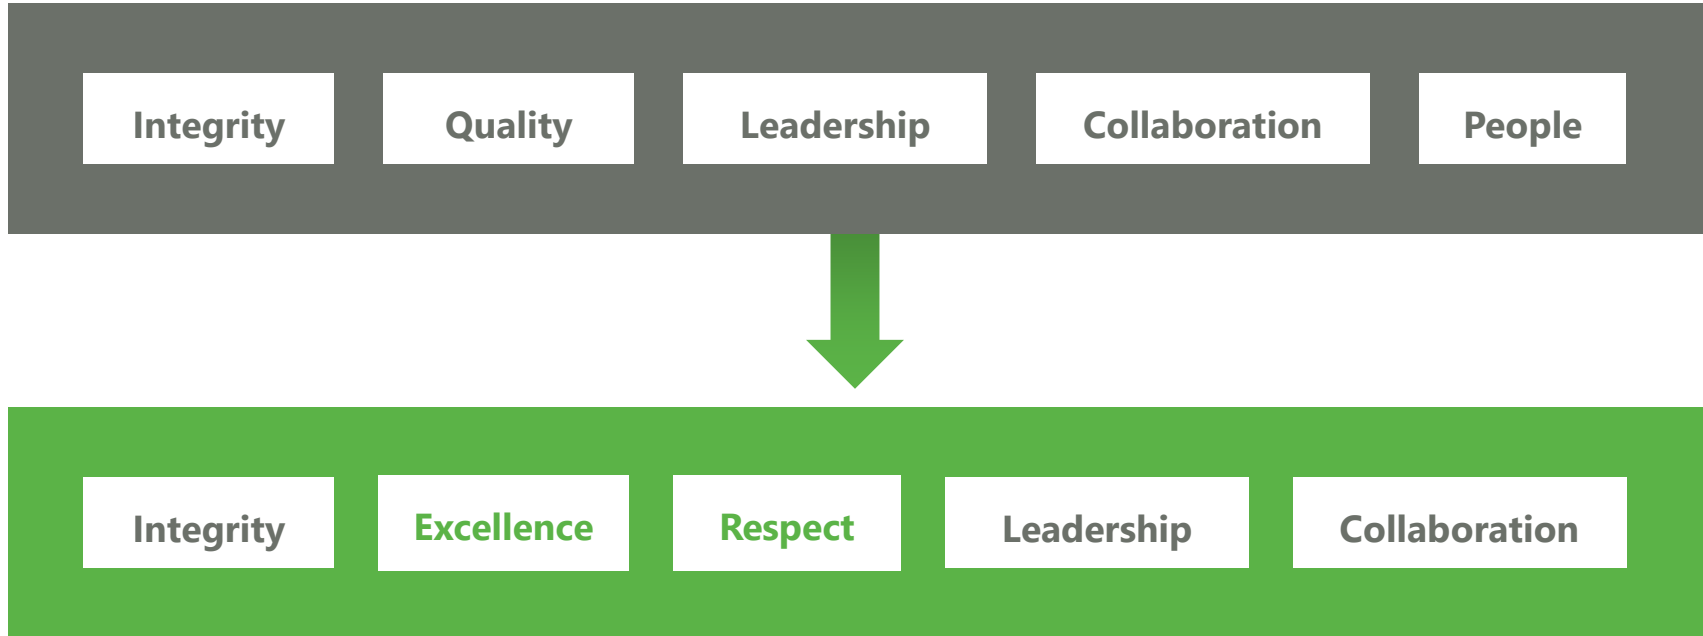 Integrity Quality Leadership Collaboration People
Integrity Excellence Respect Leadership Collaboration